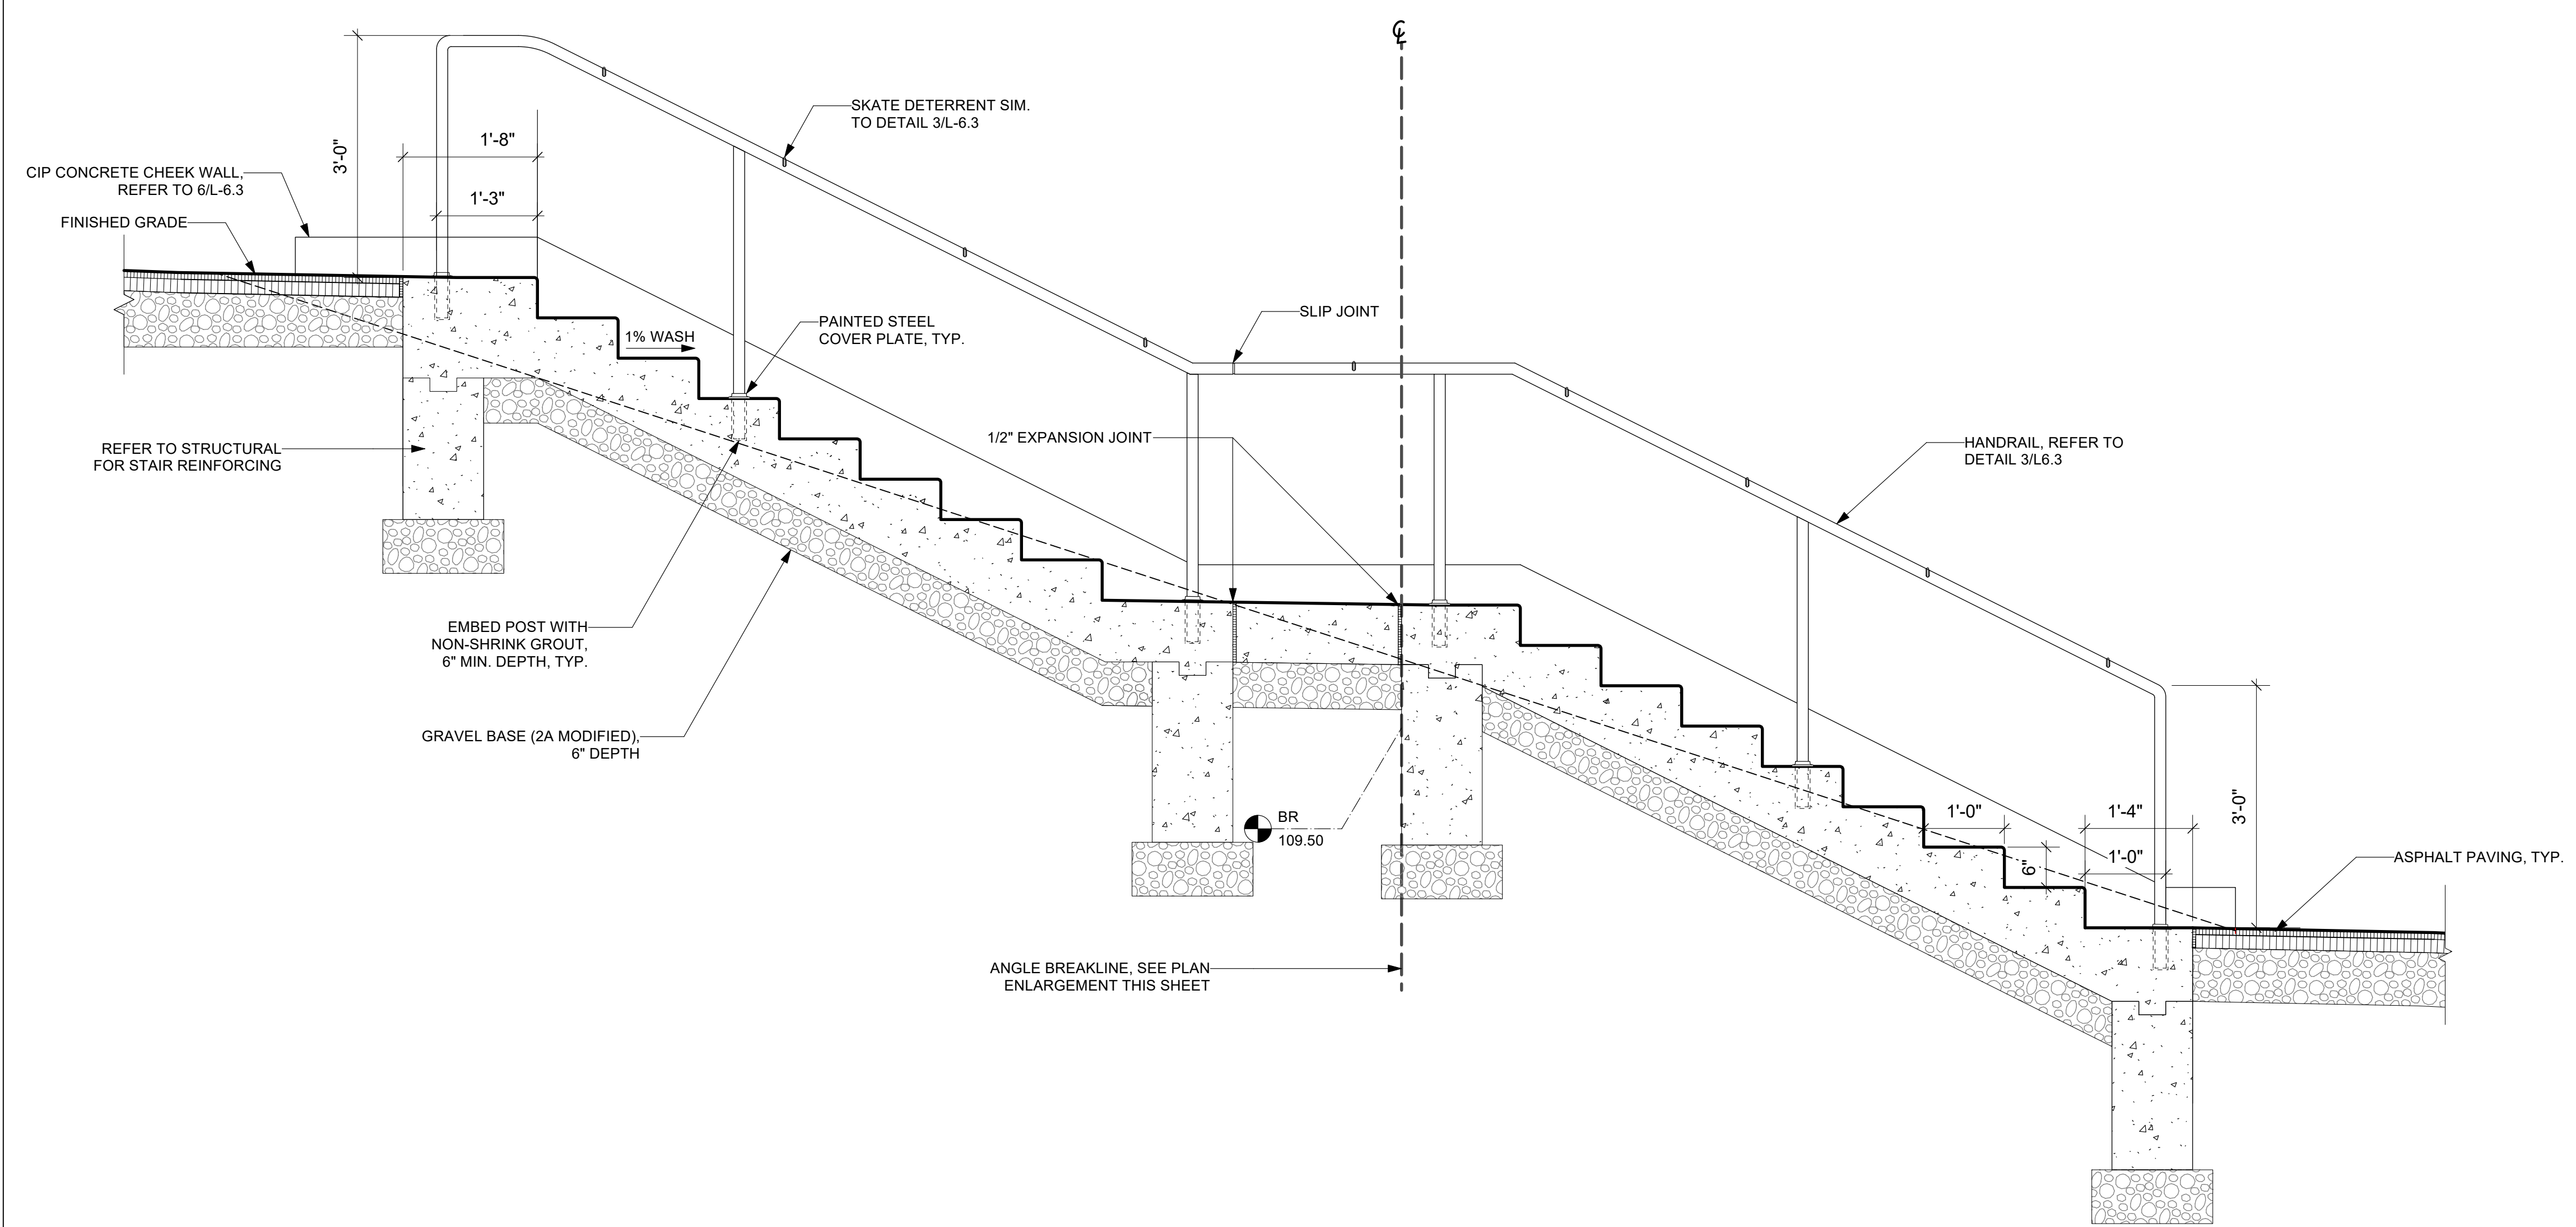 ℄
SKATE DETERRENT SIM.
TO DETAIL 3/L-6.3
3'-0"
1'-8"
1'-3"
CIP CONCRETE CHEEK WALL,
REFER TO 6/L-6.3
FINISHED GRADE
1% WASH
PAINTED STEEL
COVER PLATE, TYP.
SLIP JOINT
REFER TO STRUCTURAL
FOR STAIR REINFORCING
1/2" EXPANSION JOINT
HANDRAIL, REFER TO
DETAIL 3/L6.3
EMBED POST WITH
NON-SHRINK GROUT,
6" MIN. DEPTH, TYP.
GRAVEL BASE (2A MODIFIED),
6" DEPTH
BR
109.50
1'-0"
6"
1'-4"
1'-0"
3'-0"
ASPHALT PAVING, TYP.
ANGLE BREAKLINE, SEE PLAN
ENLARGEMENT THIS SHEET